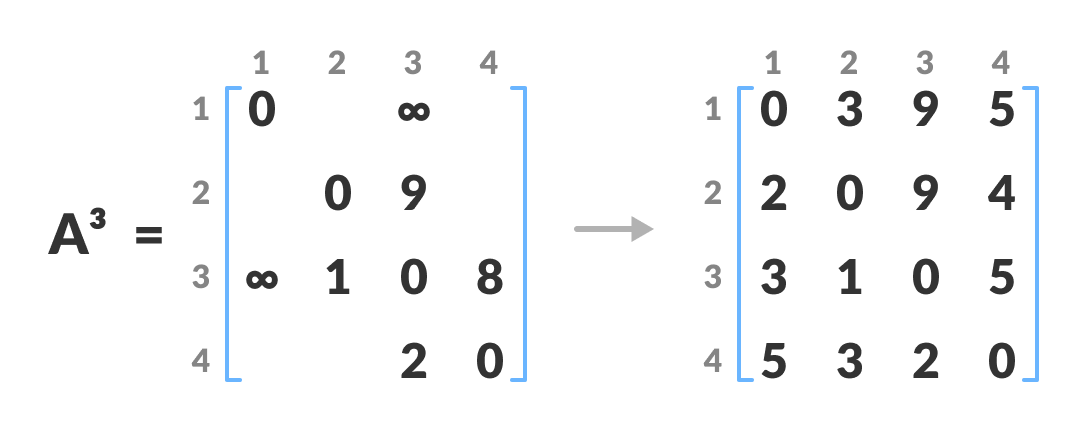 1 2 3 4 1 2 3 4
1 0 ∞ 1 0 3 9 5
2 0 9 2 2 0 9 4
A³ =
3 ∞ 1 0 8 3 3 1 0 5
4 2 0 4 5 3 2 0